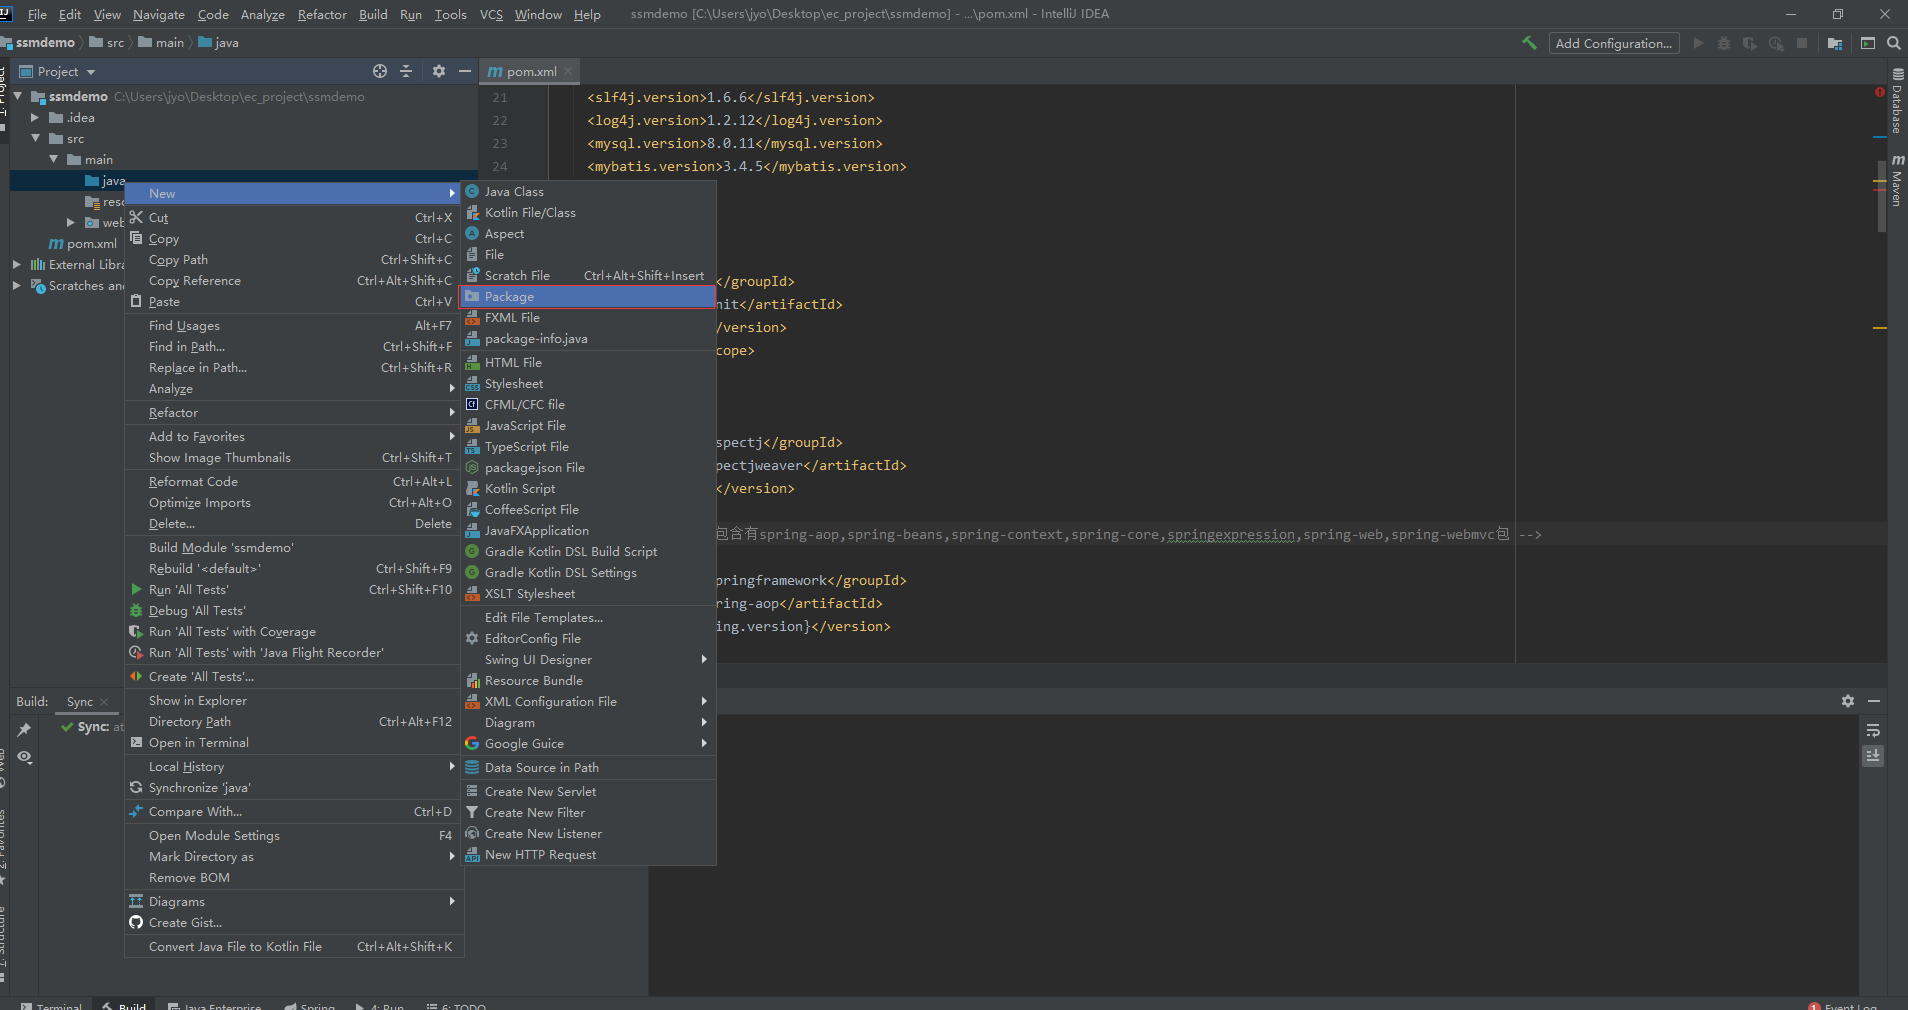 File Edit View Navigate Code Analyze Refactor Build Run Tools VCS Window Help ssmdemo [C:\Users\jyo\Desktop\ec_project\ssmdemo] - ...\pom.xml - IntelliJ IDEA
ssmdemo src main java
Add Configuration...
Project
pom.xml
ssmdemo C:\Users\jyo\Desktop\ec_project\ssmdemo
.idea
src
main
java
reso
web
pom.xml
External Libra
Scratches and
21 <slf4j.version>1.6.6</slf4j.version>
22 <log4j.version>1.2.12</log4j.version>
23 <mysql.version>8.0.11</mysql.version>
24 <mybatis.version>3.4.5</mybatis.version>
</groupId>
nit</artifactId>
/version>
cope>
spectj</groupId>
pectjweaver</artifactId>
</version>
包含有spring-aop,spring-beans,spring-context,spring-core,springexpression,spring-web,spring-webmvc包 -->
pringframework</groupId>
ring-aop</artifactId>
ing.version}</version>
New
Cut Ctrl+X
Copy Ctrl+C
Copy Path Ctrl+Shift+C
Copy Reference Ctrl+Alt+Shift+C
Paste Ctrl+V
Find Usages Alt+F7
Find in Path... Ctrl+Shift+F
Replace in Path... Ctrl+Shift+R
Analyze
Refactor
Add to Favorites
Show Image Thumbnails Ctrl+Shift+T
Reformat Code Ctrl+Alt+L
Optimize Imports Ctrl+Alt+O
Delete... Delete
Build Module 'ssmdemo'
Rebuild '<default>' Ctrl+Shift+F9
Run 'All Tests' Ctrl+Shift+F10
Debug 'All Tests'
Run 'All Tests' with Coverage
Run 'All Tests' with 'Java Flight Recorder'
Create 'All Tests'...
Show in Explorer
Directory Path Ctrl+Alt+F12
Open in Terminal
Local History
Synchronize 'java'
Compare With... Ctrl+D
Open Module Settings F4
Mark Directory as
Remove BOM
Diagrams
Create Gist...
Convert Java File to Kotlin File Ctrl+Alt+Shift+K
Java Class
Kotlin File/Class
Aspect
File
Scratch File Ctrl+Alt+Shift+Insert
Package
FXML File
package-info.java
HTML File
Stylesheet
CFML/CFC file
JavaScript File
TypeScript File
package.json File
Kotlin Script
CoffeeScript File
JavaFXApplication
Gradle Kotlin DSL Build Script
Gradle Kotlin DSL Settings
XSLT Stylesheet
Edit File Templates...
EditorConfig File
Swing UI Designer
Resource Bundle
XML Configuration File
Diagram
Google Guice
Data Source in Path
Create New Servlet
Create New Filter
Create New Listener
New HTTP Request
Database
Maven
Build: Sync
Sync: at
Terminal Build Java Enterprise Spring 4: Run 6: TODO
1 Event Log